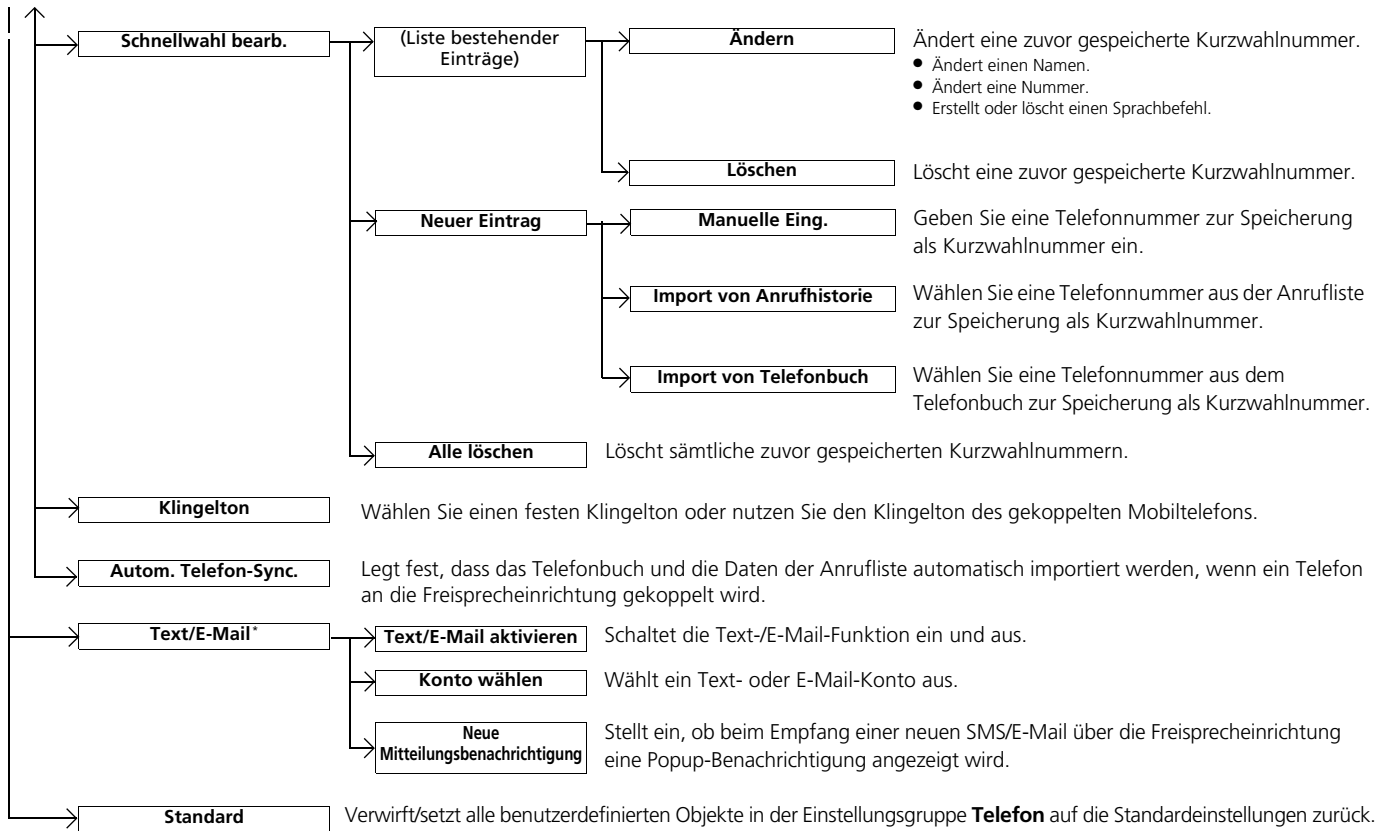 Schnellwahl bearb.
(Liste bestehender
Einträge)
Ändern
Ändert eine zuvor gespeicherte Kurzwahlnummer.
● Ändert einen Namen.
● Ändert eine Nummer.
● Erstellt oder löscht einen Sprachbefehl.
Löschen
Löscht eine zuvor gespeicherte Kurzwahlnummer.
Neuer Eintrag
Manuelle Eing.
Geben Sie eine Telefonnummer zur Speicherung
als Kurzwahlnummer ein.
Import von Anrufhistorie
Wählen Sie eine Telefonnummer aus der Anrufliste
zur Speicherung als Kurzwahlnummer.
Import von Telefonbuch
Wählen Sie eine Telefonnummer aus dem
Telefonbuch zur Speicherung als Kurzwahlnummer.
Alle löschen
Löscht sämtliche zuvor gespeicherten Kurzwahlnummern.
Klingelton
Wählen Sie einen festen Klingelton oder nutzen Sie den Klingelton des gekoppelten Mobiltelefons.
Autom. Telefon-Sync.
Legt fest, dass das Telefonbuch und die Daten der Anrufliste automatisch importiert werden, wenn ein Telefon
an die Freisprecheinrichtung gekoppelt wird.
Text/E-Mail*
Text/E-Mail aktivieren
Schaltet die Text-/E-Mail-Funktion ein und aus.
Konto wählen
Wählt ein Text- oder E-Mail-Konto aus.
Neue
Mitteilungsbenachrichtigung
Stellt ein, ob beim Empfang einer neuen SMS/E-Mail über die Freisprecheinrichtung
eine Popup-Benachrichtigung angezeigt wird.
Standard
Verwirft/setzt alle benutzerdefinierten Objekte in der Einstellungsgruppe Telefon auf die Standardeinstellungen zurück.